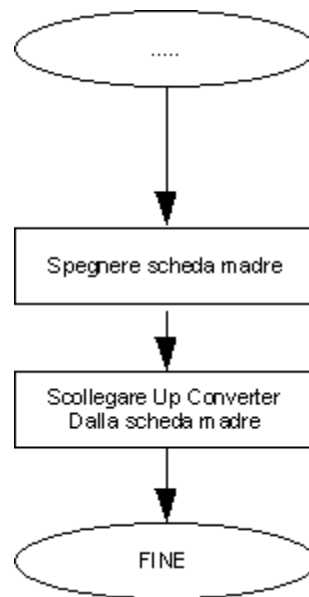 .....
Spegnere scheda madre
Scollegare Up Converter
Dalla scheda madre
FINE